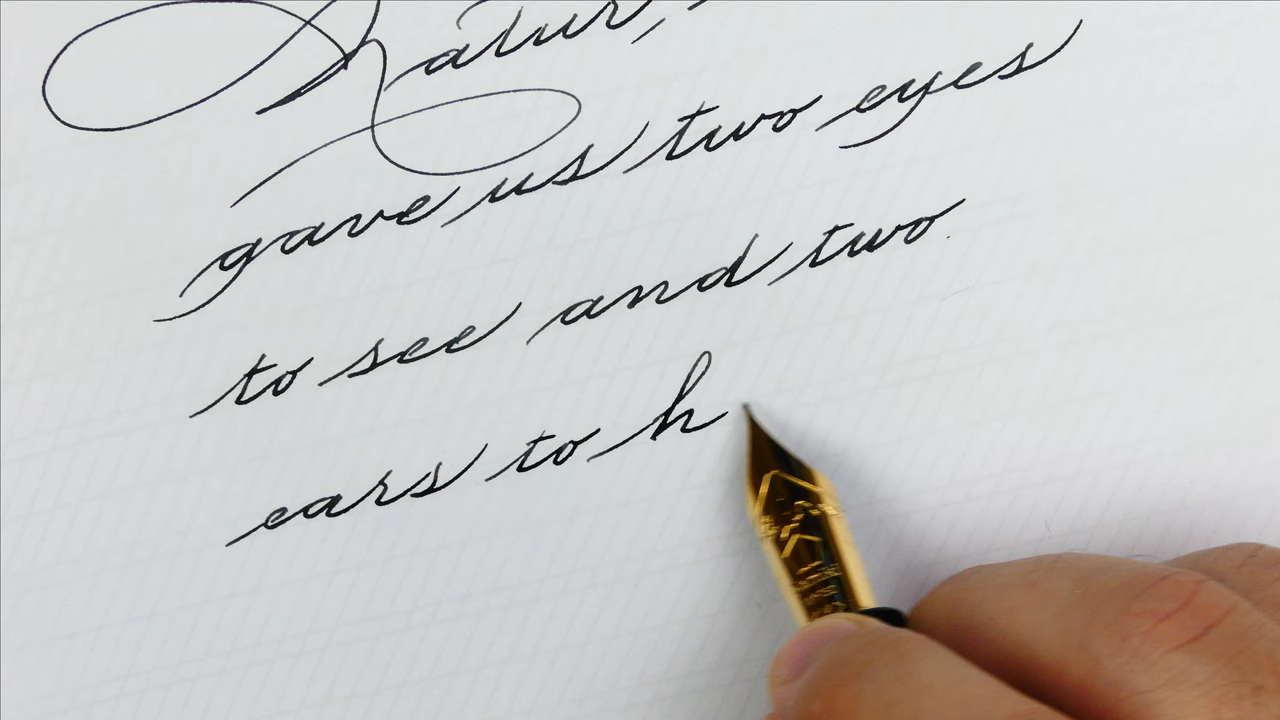 Natur,
gave us two eyes
to see and two
ears to h